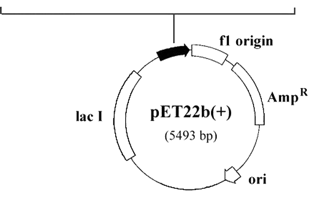 f1 origin
Amp^R
lac I
pET22b(+)
(5493 bp)
ori